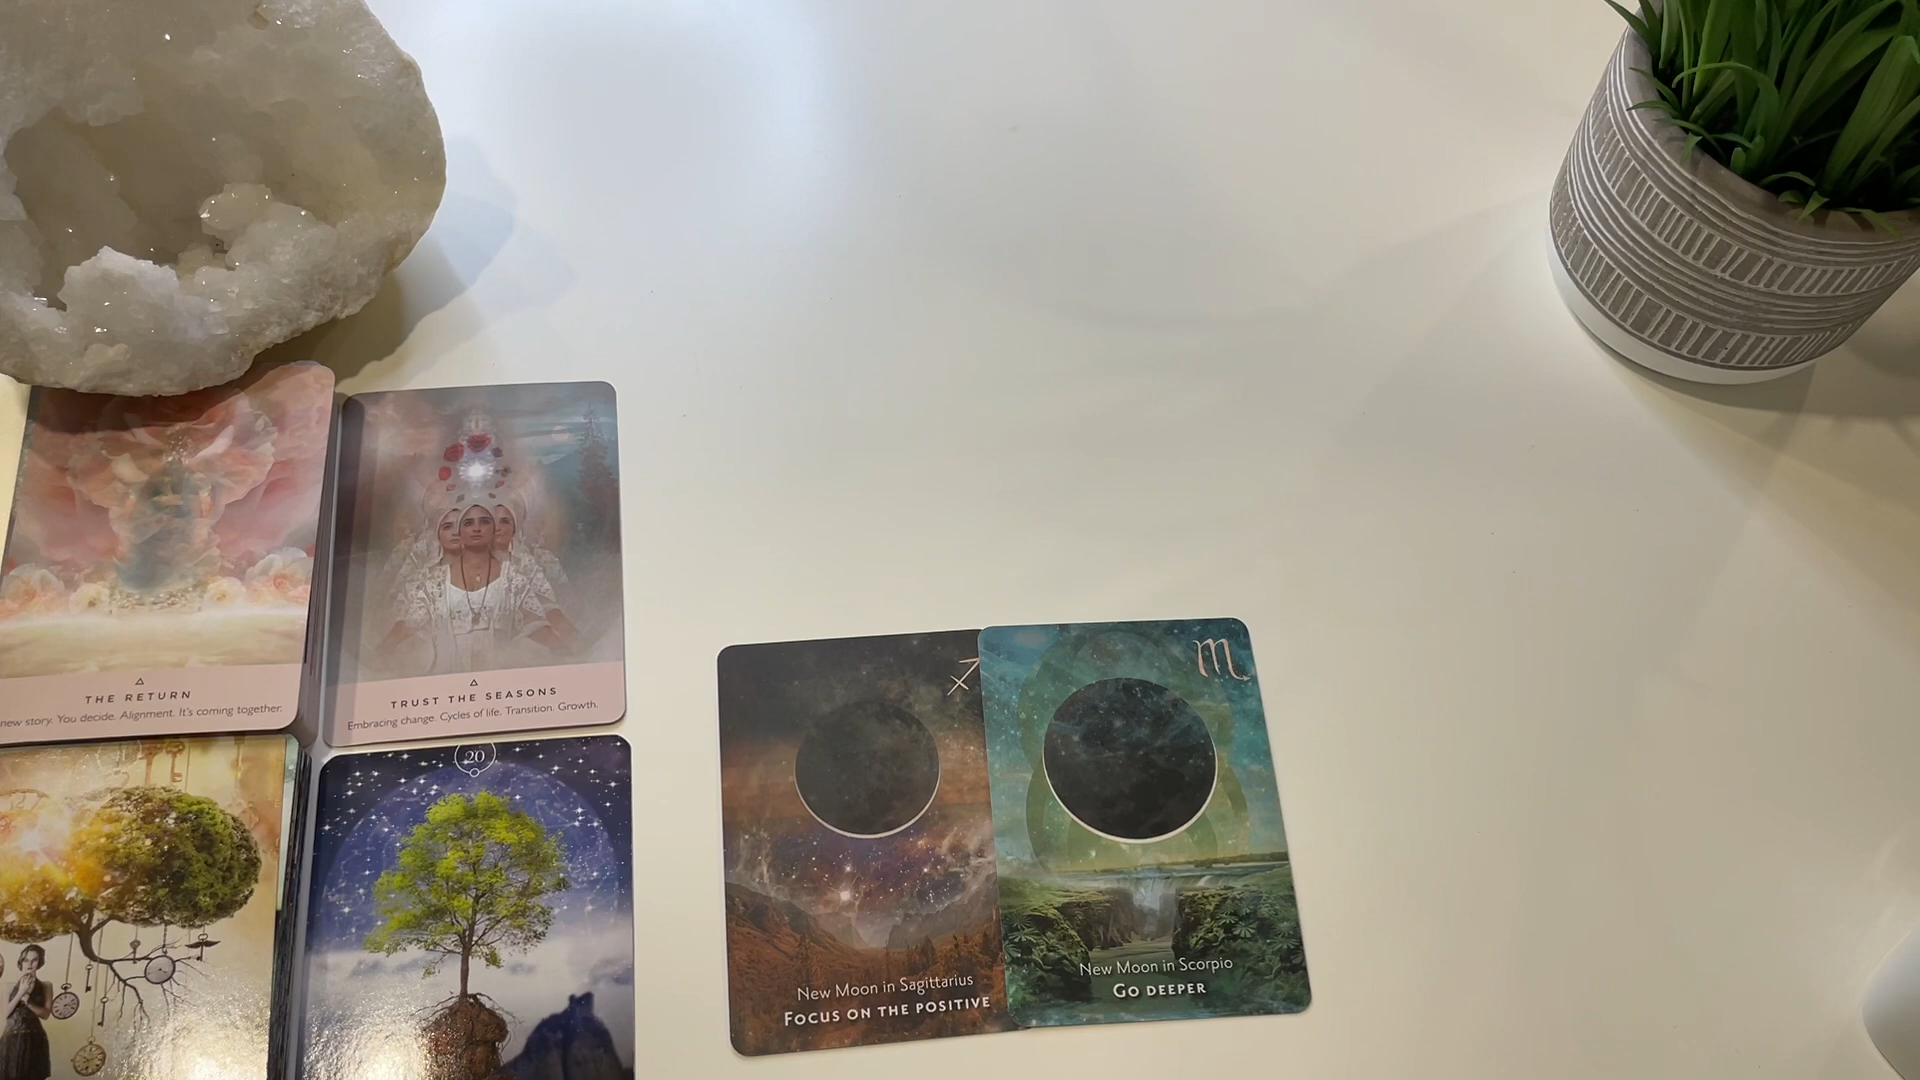 THE RETURN
new story. You decide. Alignment. It's coming together.
TRUST THE SEASONS
Embracing change. Cycles of life. Transition. Growth.
20
New Moon in Sagittarius
FOCUS ON THE POSITIVE
New Moon in Scorpio
GO DEEPER